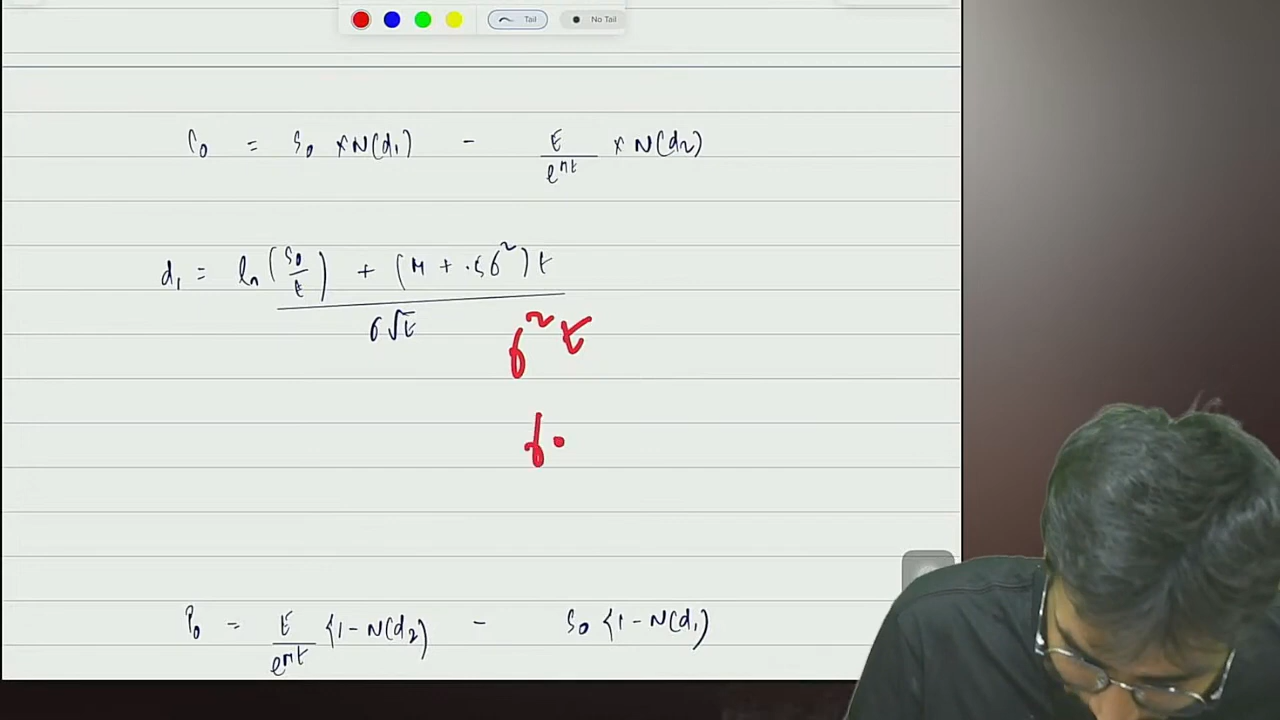 Tail No Tail
C₀ = S₀ × N(d₁) - E/e^rt × N(d₂)
d₁ = ln(S₀/E) + (r + .5σ²)t / σ√t
σ²t
σ.
P₀ = E/e^rt {1 - N(d₂) - S₀ {1 - N(d₁)